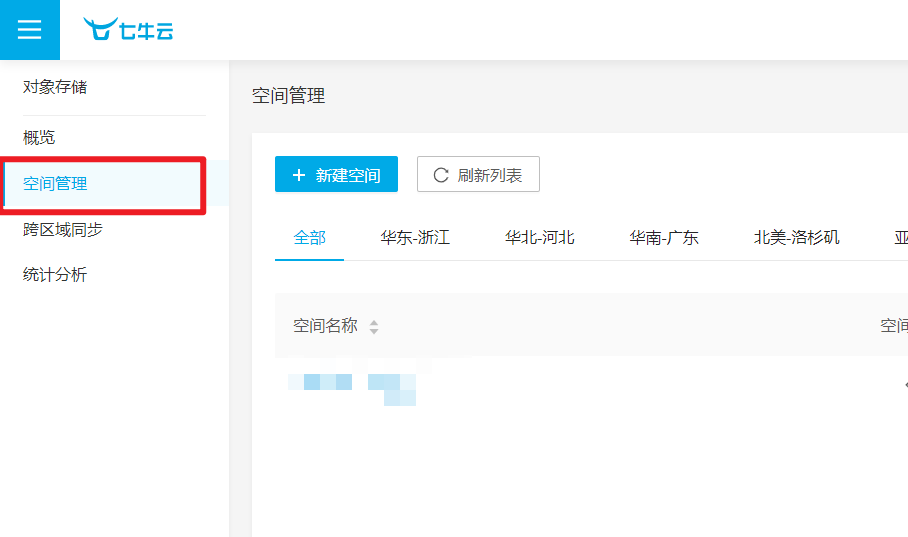 七牛云
对象存储
概览
空间管理
跨区域同步
统计分析
空间管理
+ 新建空间
刷新列表
全部 华东-浙江 华北-河北 华南-广东 北美-洛杉矶 亚
空间名称 空间